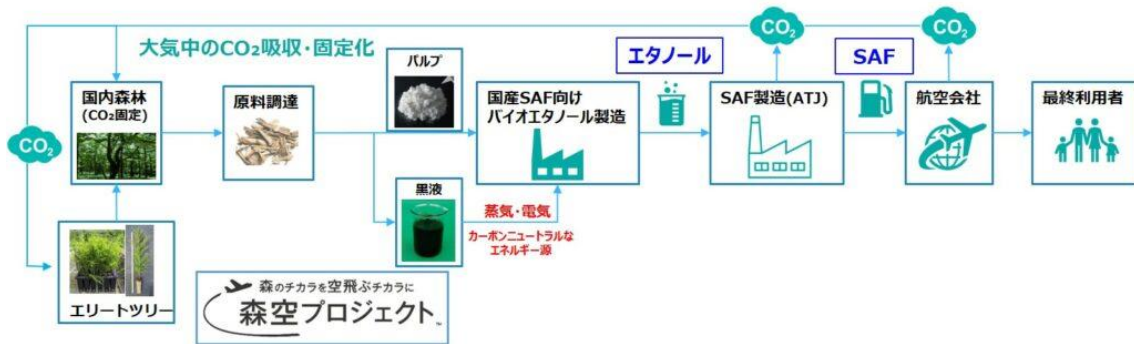 大気中のCO₂吸収・固定化
CO₂
CO₂
CO₂
国内森林
(CO₂固定)
原料調達
パルプ
国産SAF向け
バイオエタノール製造
エタノール
SAF製造(ATJ)
SAF
航空会社
最終利用者
黒液
蒸気・電気
カーボンニュートラルな
エネルギー源
エリートツリー
森のチカラを空飛ぶチカラに
森空プロジェクト